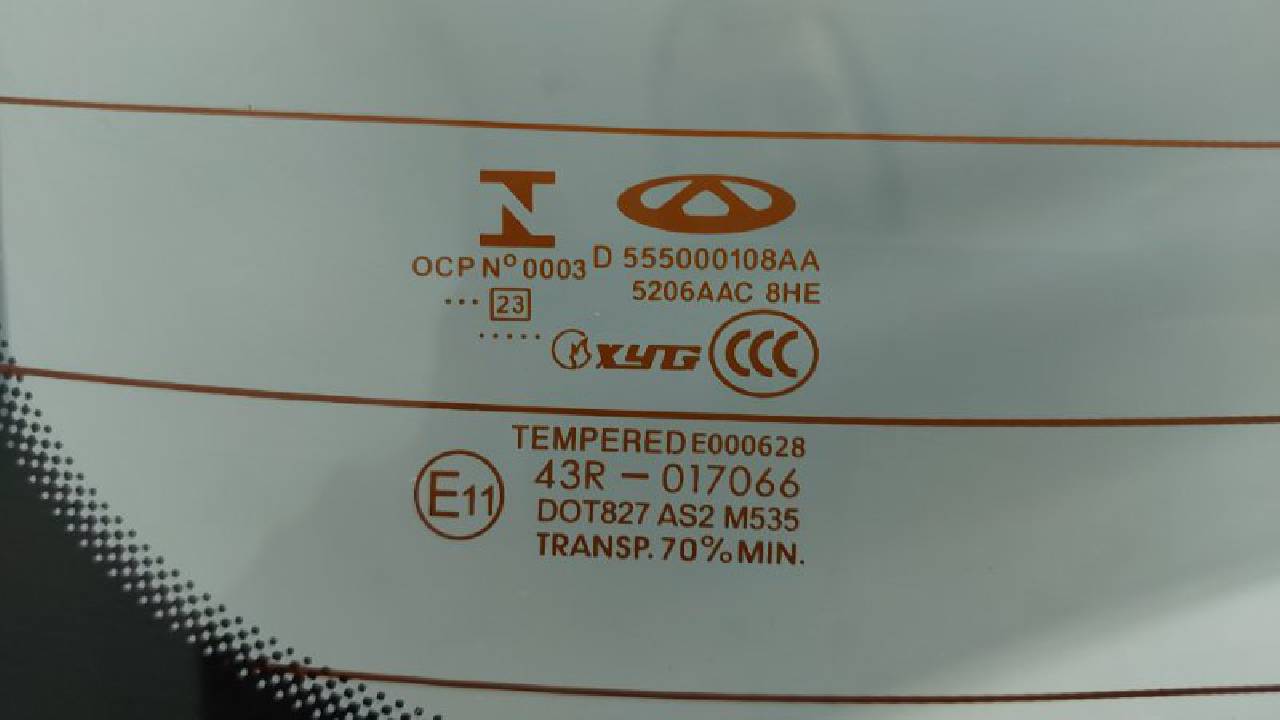 OCP Nº 0003
D 555000108AA
5206AAC 8HE
23
XYG
CCC
TEMPERED E000628
E11
43R – 017066
DOT827 AS2 M535
TRANSP. 70% MIN.